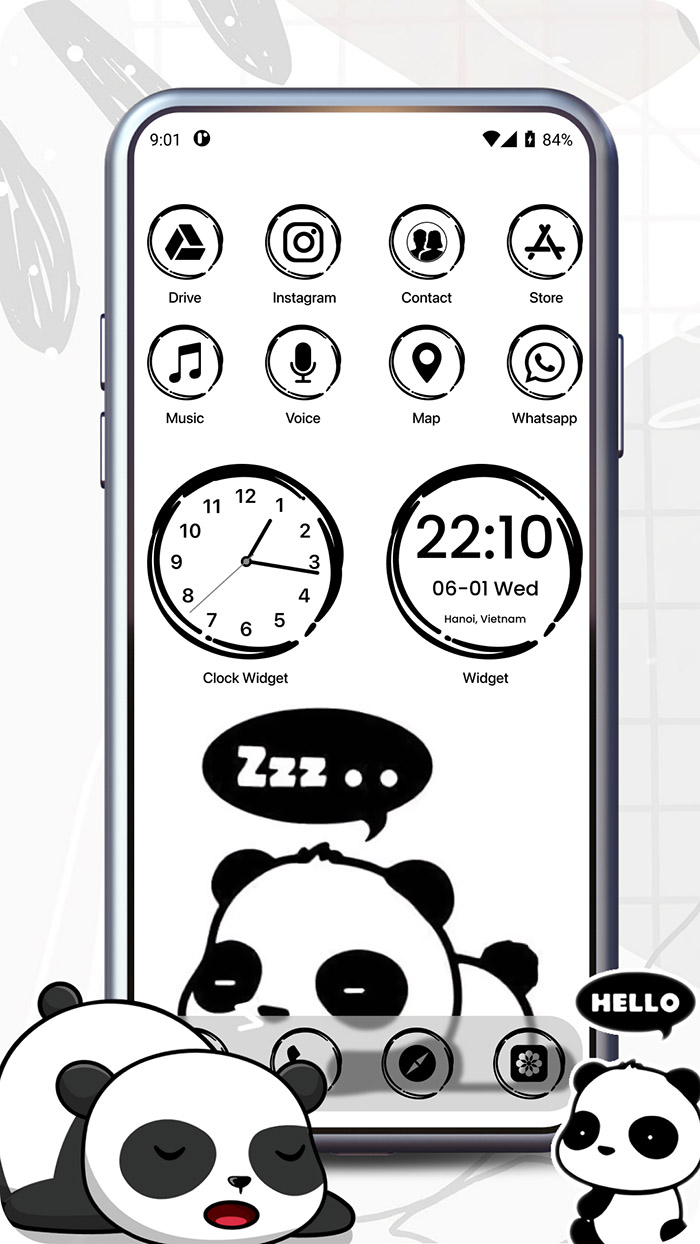 9:01 84%
Drive Instagram Contact Store
Music Voice Map Whatsapp
12
11 1
10 2
9 3
8 4
7 5
6
22:10
06-01 Wed
Hanoi, Vietnam
Clock Widget Widget
Zzz . .
HELLO